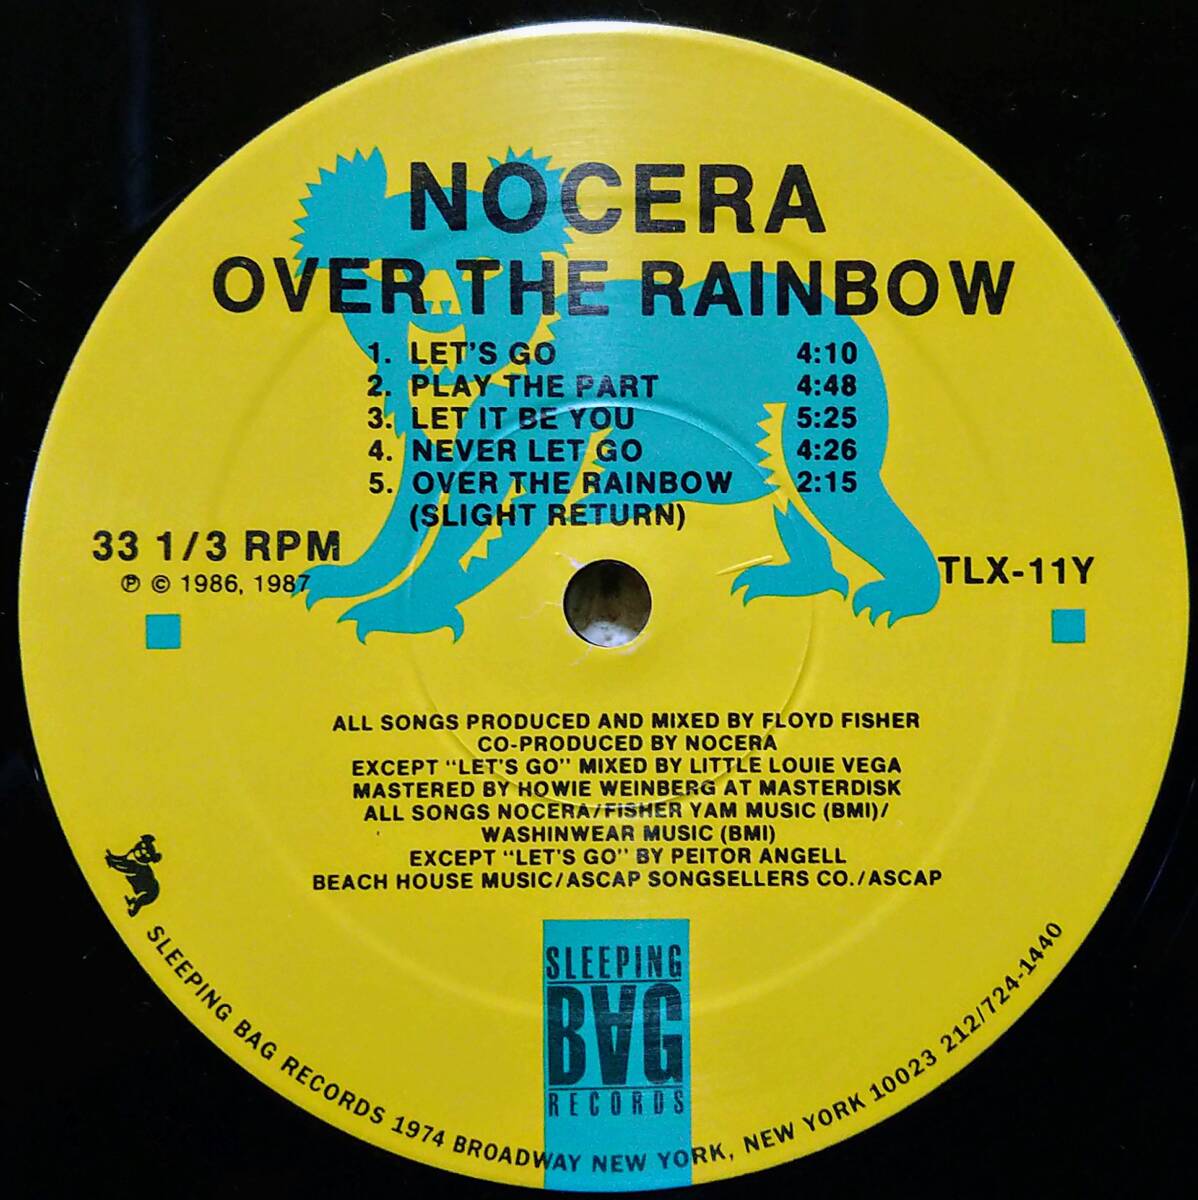 NOCERA
OVER THE RAINBOW
1. LET'S GO 4:10
2. PLAY THE PART 4:48
3. LET IT BE YOU 5:25
4. NEVER LET GO 4:26
5. OVER THE RAINBOW 2:15
(SLIGHT RETURN)
33 1/3 RPM
℗ © 1986, 1987
TLX-11Y
ALL SONGS PRODUCED AND MIXED BY FLOYD FISHER
CO-PRODUCED BY NOCERA
EXCEPT "LET'S GO" MIXED BY LITTLE LOUIE VEGA
MASTERED BY HOWIE WEINBERG AT MASTERDISK
ALL SONGS NOCERA/FISHER YAM MUSIC (BMI)/
WASHINWEAR MUSIC (BMI)
EXCEPT "LET'S GO" BY PEITOR ANGELL
BEACH HOUSE MUSIC/ASCAP SONGSELLERS CO./ASCAP
SLEEPING
BAG
RECORDS
SLEEPING BAG RECORDS 1974 BROADWAY NEW YORK, NEW YORK 10023 212/724-1440